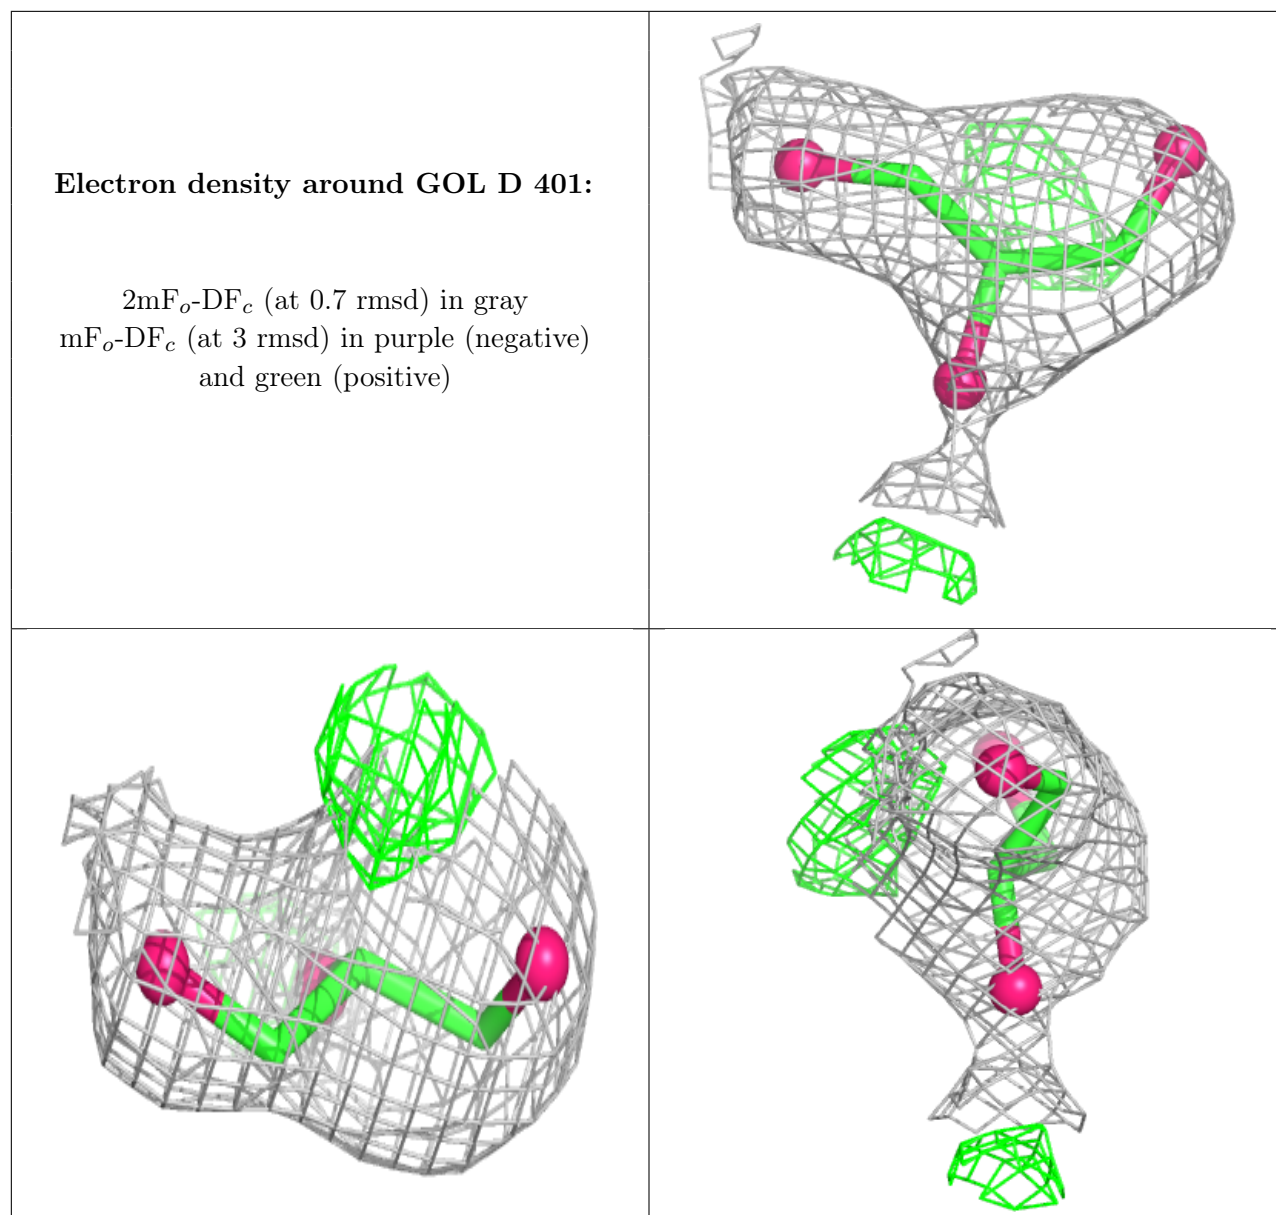 Electron density around GOL D 401:
2mFo-DFc (at 0.7 rmsd) in gray
mFo-DFc (at 3 rmsd) in purple (negative)
and green (positive)